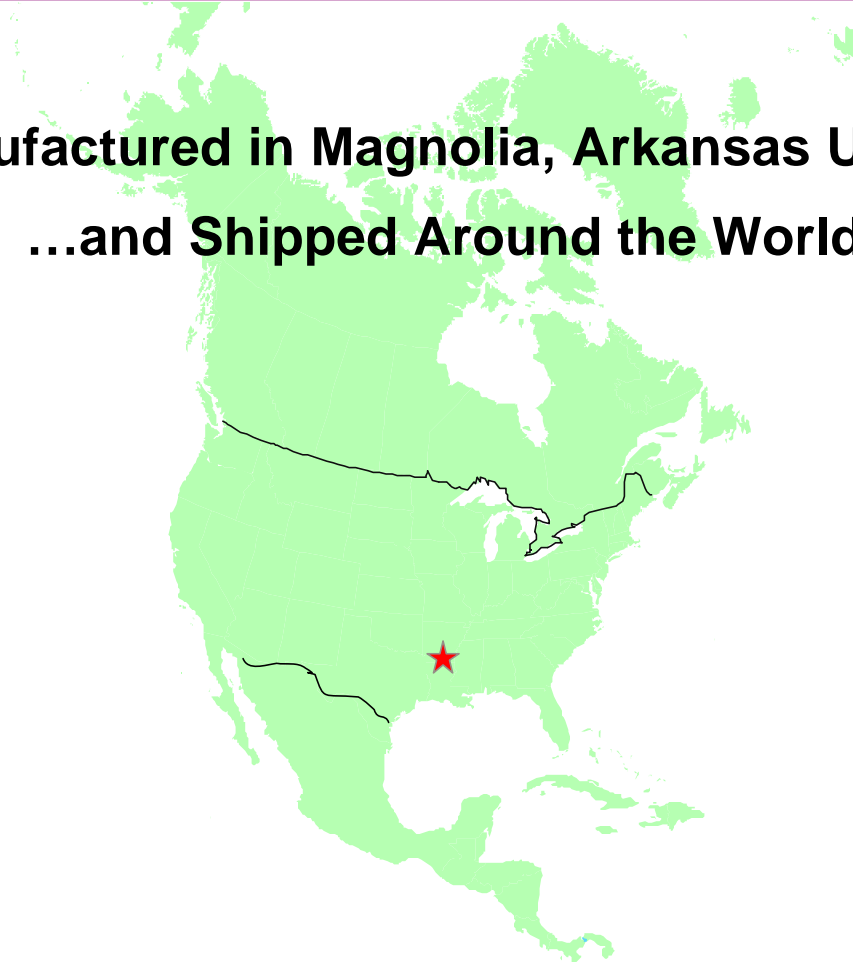 ufactured in Magnolia, Arkansas U
…and Shipped Around the World